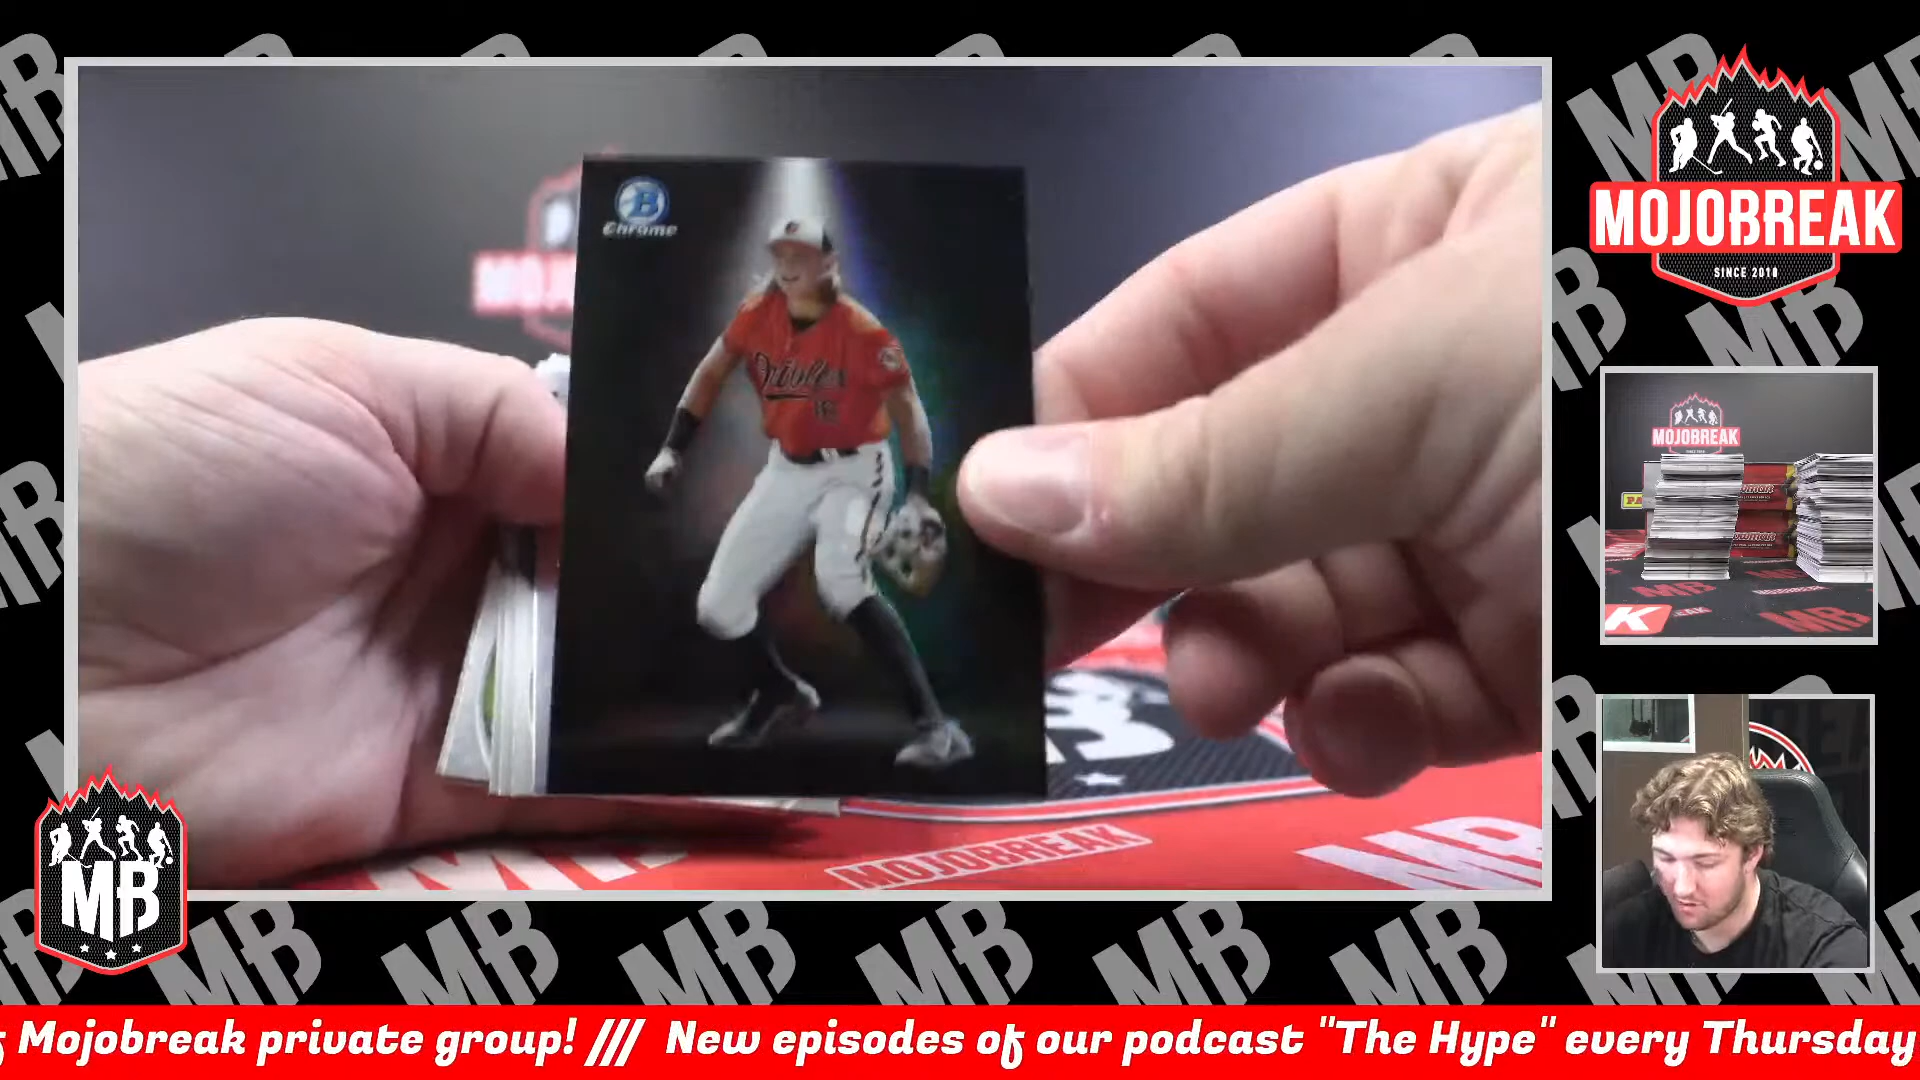 MOJOBREAK
SINCE 2010
B
Chrome
Orioles
MOJOBREAK
MB
MOJOBREAK
MB
Mojobreak private group! /// New episodes of our podcast "The Hype" every Thursday